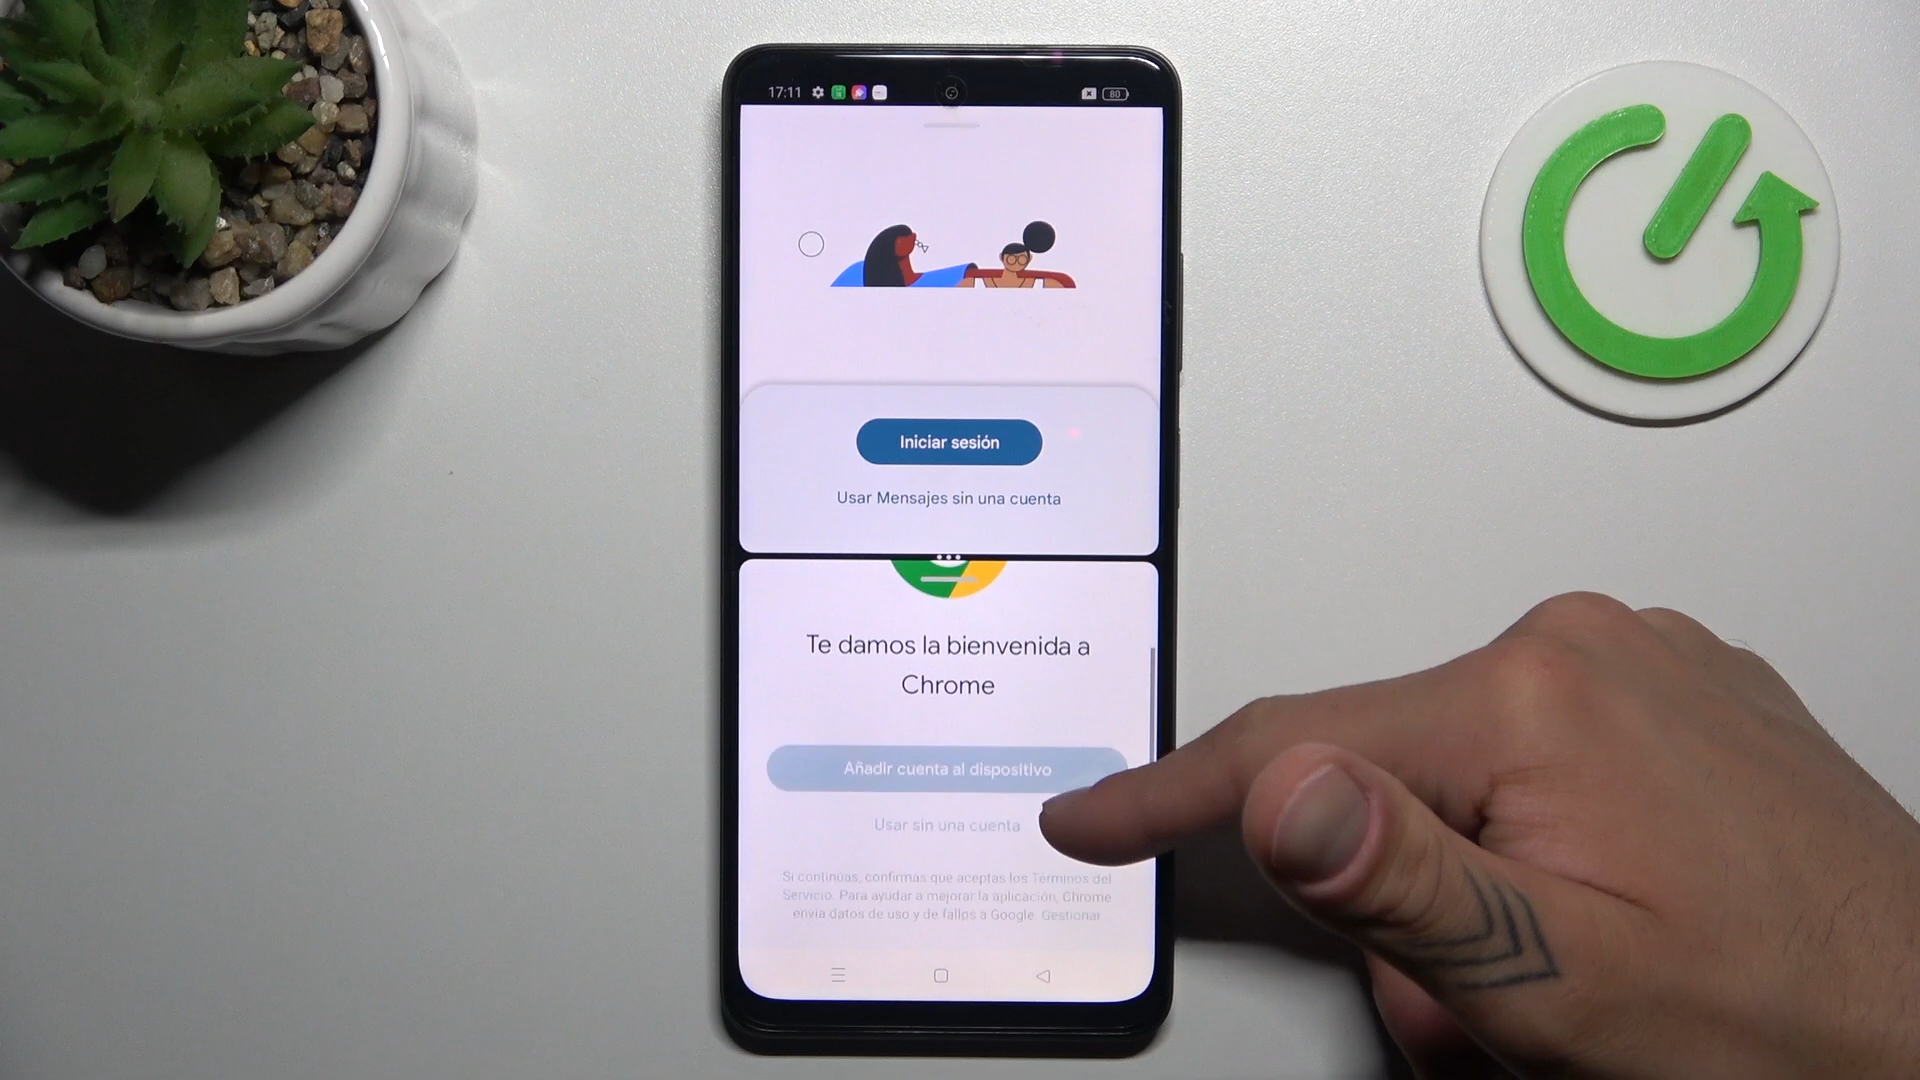 17:11
80
Iniciar sesión
Usar Mensajes sin una cuenta
Te damos la bienvenida a
Chrome
Añadir cuenta al dispositivo
Usar sin una cuenta
Si continúas, confirmas que aceptas los Términos del
Servicio. Para ayudar a mejorar la aplicación, Chrome
envía datos de uso y de fallos a Google. Gestionar